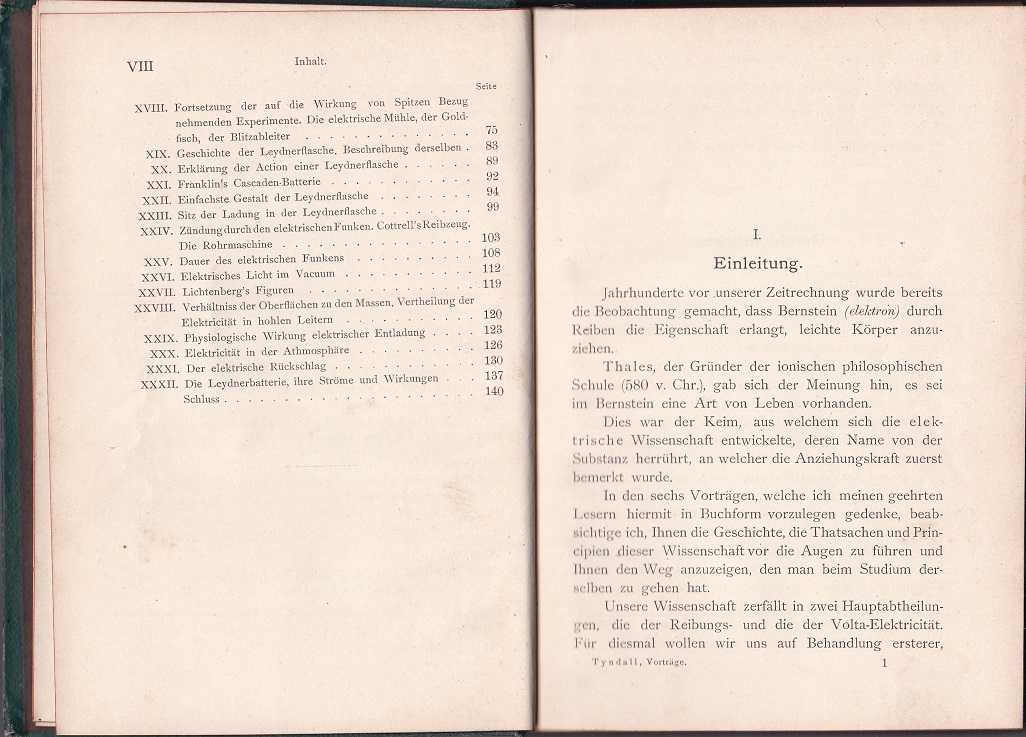 VIII
Inhalt.
Seite
XVIII. Fortsetzung der auf die Wirkung von Spitzen Bezug
nehmenden Experimente. Die elektrische Mühle, der Gold-
fisch, der Blitzableiter . . . . . . . . . . . . . . 75
XIX. Geschichte der Leydnerflasche. Beschreibung derselben . 83
XX. Erklärung der Action einer Leydnerflasche . . . . . . 89
XXI. Franklin's Cascaden-Batterie . . . . . . . . . . . . 92
XXII. Einfachste Gestalt der Leydnerflasche . . . . . . . . 94
XXIII. Sitz der Ladung in der Leydnerflasche . . . . . . . . 99
XXIV. Zündung durch den elektrischen Funken. Cottrell's Reibzeug.
Die Rohrmaschine . . . . . . . . . . . . . . . . 103
XXV. Dauer des elektrischen Funkens . . . . . . . . . . 108
XXVI. Elektrisches Licht im Vacuum . . . . . . . . . . . 112
XXVII. Lichtenberg's Figuren . . . . . . . . . . . . . . 119
XXVIII. Verhältniss der Oberflächen zu den Massen. Vertheilung der
Elektricität in hohlen Leitern . . . . . . . . . . . 120
XXIX. Physiologische Wirkung elektrischer Entladung . . . . 123
XXX. Elektricität in der Athmosphäre . . . . . . . . . . 126
XXXI. Der elektrische Rückschlag . . . . . . . . . . . . 130
XXXII. Die Leydnerbatterie, ihre Ströme und Wirkungen . . . 137
Schluss . . . . . . . . . . . . . . . . . . . . . 140
I.
Einleitung.
Jahrhunderte vor unserer Zeitrechnung wurde bereits
die Beobachtung gemacht, dass Bernstein (elektron) durch
Reiben die Eigenschaft erlangt, leichte Körper anzu-
ziehen.
Thales, der Gründer der ionischen philosophischen
Schule (580 v. Chr.), gab sich der Meinung hin, es sei
im Bernstein eine Art von Leben vorhanden.
Dies war der Keim, aus welchem sich die elek-
trische Wissenschaft entwickelte, deren Name von der
Substanz herrührt, an welcher die Anziehungskraft zuerst
bemerkt wurde.
In den sechs Vorträgen, welche ich meinen geehrten
Lesern hiermit in Buchform vorzulegen gedenke, beab-
sichtige ich, Ihnen die Geschichte, die Thatsachen und Prin-
cipien dieser Wissenschaft vor die Augen zu führen und
Ihnen den Weg anzuzeigen, den man beim Studium der-
selben zu gehen hat.
Unsere Wissenschaft zerfällt in zwei Hauptabtheilun-
gen, die der Reibungs- und die der Volta-Elektricität.
Für diesmal wollen wir uns auf Behandlung ersterer,
Tyndall, Vorträge. 1